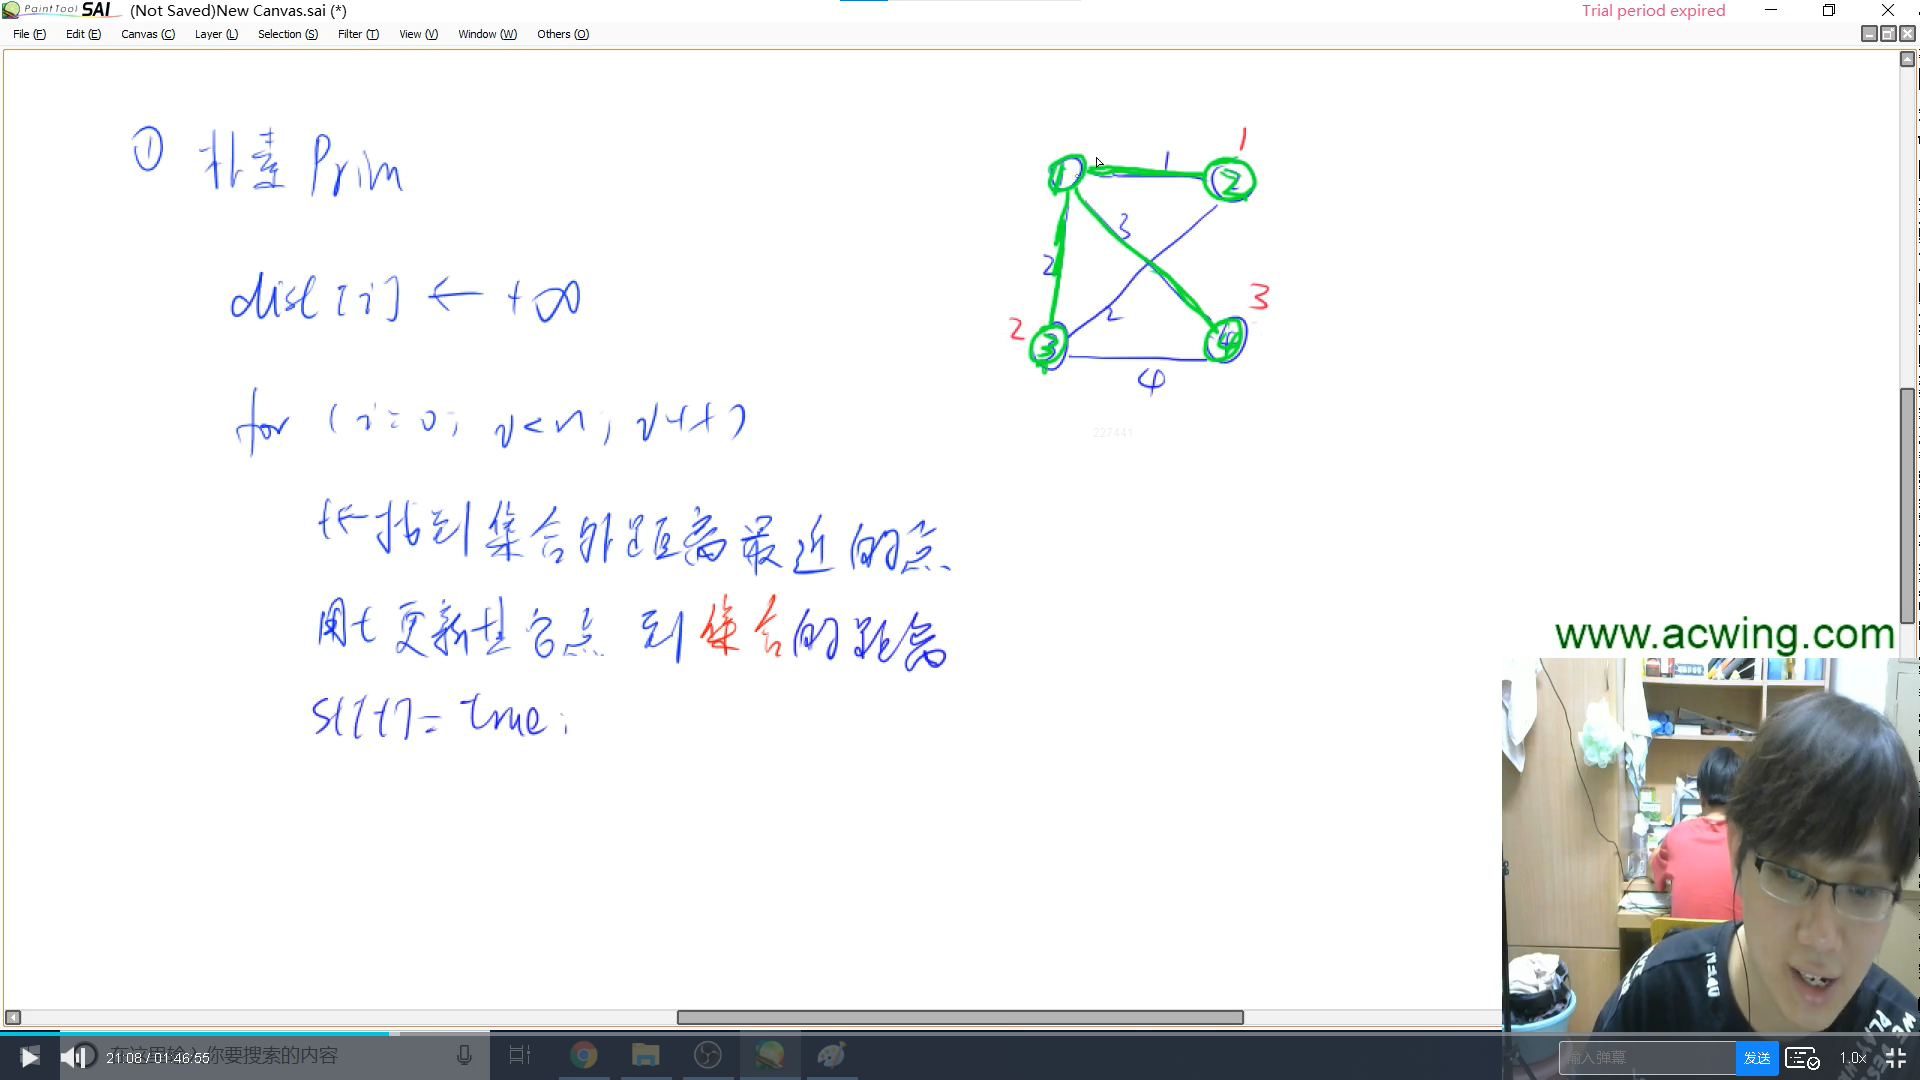 PaintTool SAI (Not Saved)New Canvas.sai (*)
Trial period expired
File (F) Edit (E) Canvas (C) Layer (L) Selection (S) Filter (T) View (V) Window (W) Others (O)
① 朴素 Prim
dist[i] ← +∞
for (i=0; i<n; i++)
t←找到集合外距离最近的点
用t更新其它点 到集合的距离
st[t]=true;
1
1
1
2
3
2
2
3
2
3
4
4
227441
www.acwing.com
在这里输入你要搜索的内容
21:08 / 01:46:55
输入弹幕
发送
1.0x